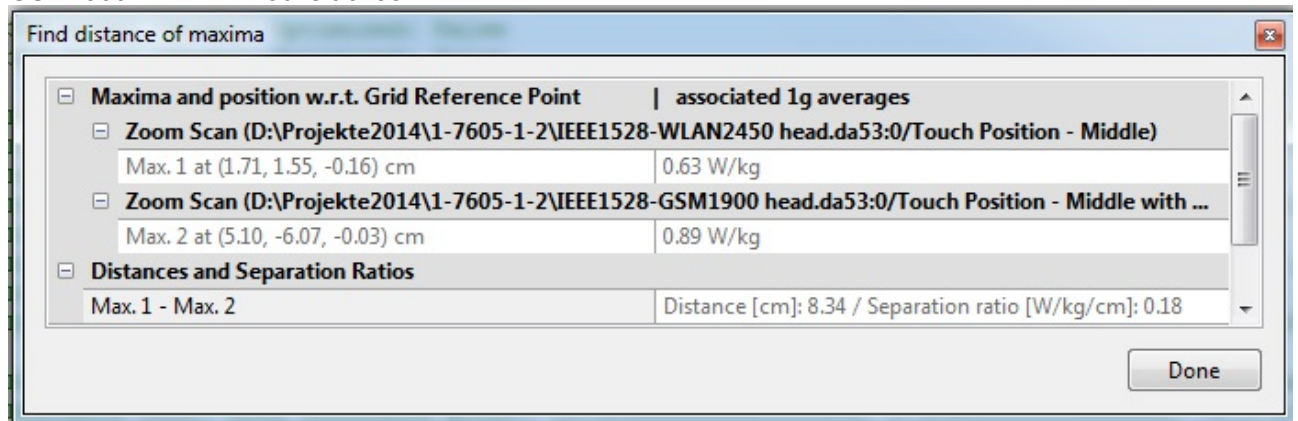 Find distance of maxima
Maxima and position w.r.t. Grid Reference Point | associated 1g averages
Zoom Scan (D:\Projekte2014\1-7605-1-2\IEEE1528-WLAN2450 head.da53:0/Touch Position - Middle)
Max. 1 at (1.71, 1.55, -0.16) cm 0.63 W/kg
Zoom Scan (D:\Projekte2014\1-7605-1-2\IEEE1528-GSM1900 head.da53:0/Touch Position - Middle with ...
Max. 2 at (5.10, -6.07, -0.03) cm 0.89 W/kg
Distances and Separation Ratios
Max. 1 - Max. 2 Distance [cm]: 8.34 / Separation ratio [W/kg/cm]: 0.18
Done